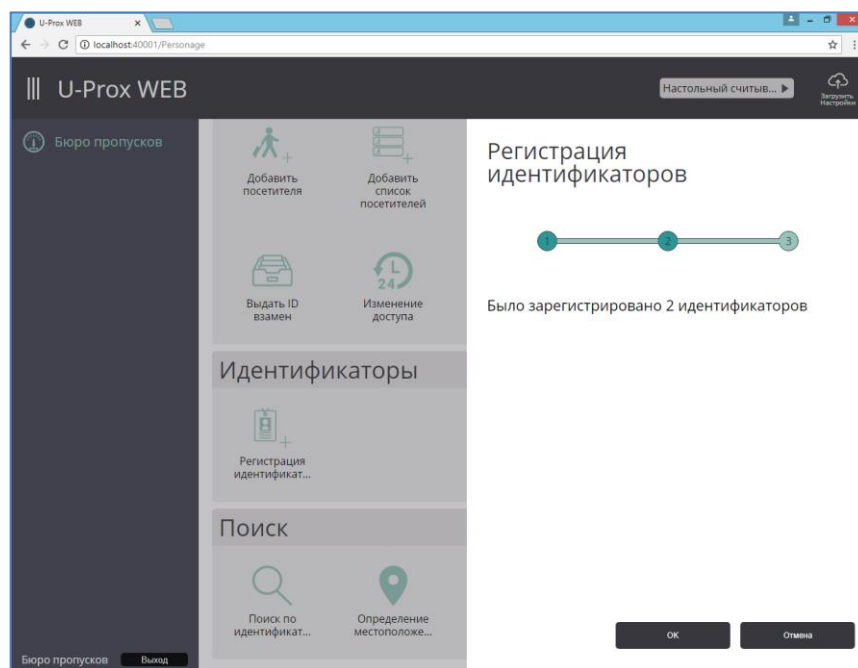 U-Prox WEB
localhost:40001/Personage
U-Prox WEB
Настольный считыв...
Загрузить
Настройки
Бюро пропусков
Добавить
посетителя
Добавить
список
посетителей
Выдать ID
взамен
24
Изменение
доступа
Идентификаторы
Регистрация
идентификат...
Поиск
Поиск по
идентификат...
Определение
местоположе...
Регистрация
идентификаторов
1 2 3
Было зарегистрировано 2 идентификаторов
ОК
Отмена
Бюро пропусков
Выход